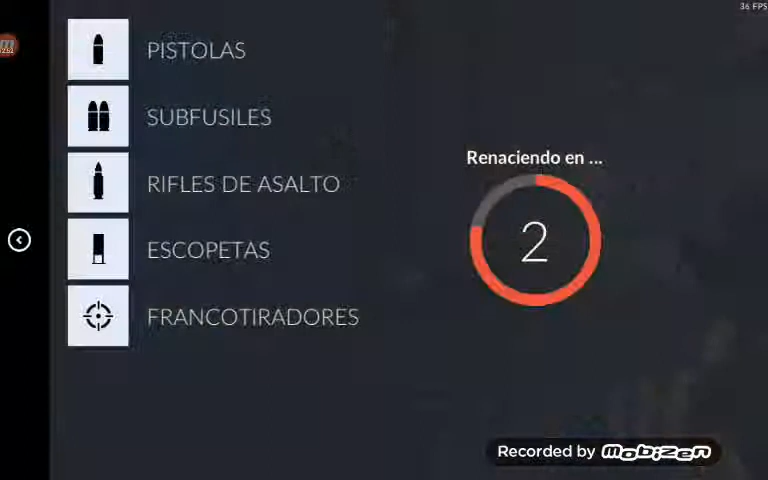 36 FPS
PISTOLAS
SUBFUSILES
RIFLES DE ASALTO
ESCOPETAS
FRANCOTIRADORES
Renaciendo en ...
2
Recorded by mobizen